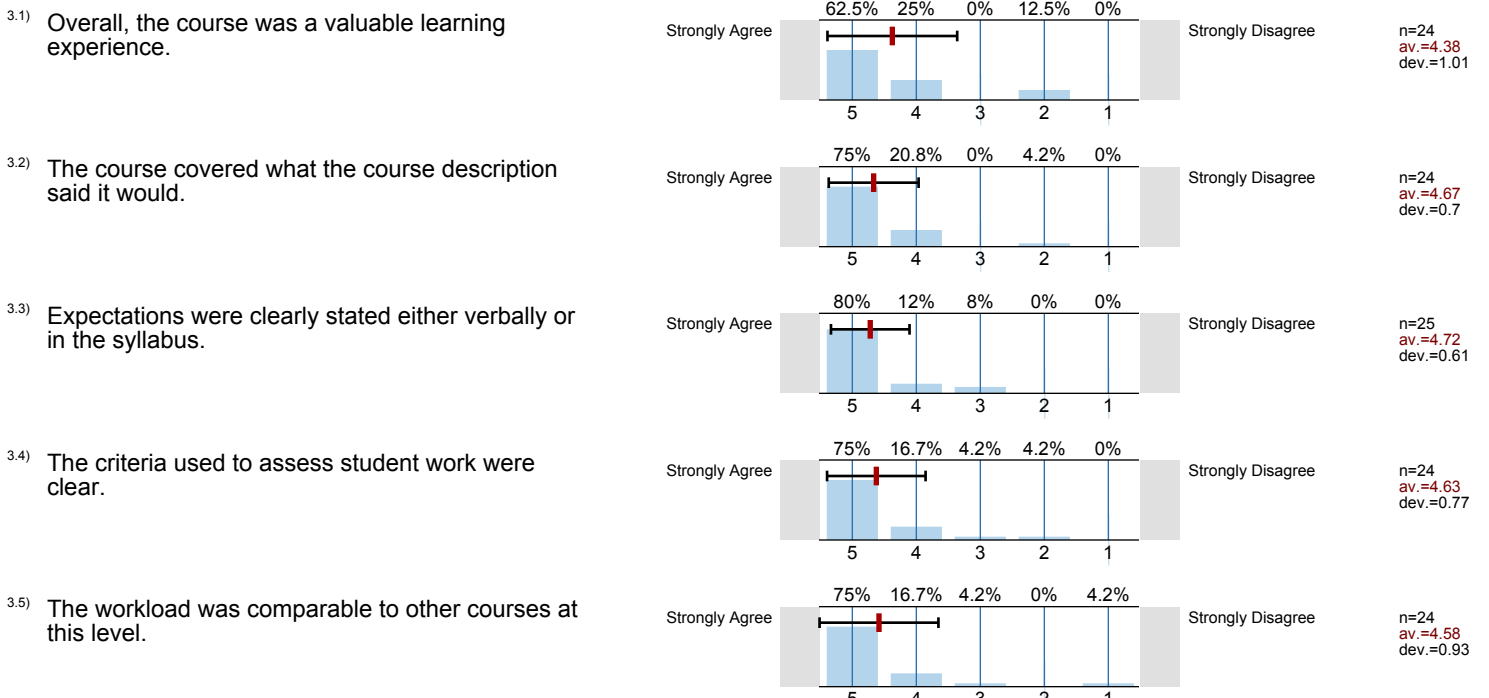 62.5% 25% 0% 12.5% 0%
3.1) Overall, the course was a valuable learning
experience.
Strongly Agree
Strongly Disagree
n=24
av.=4.38
dev.=1.01
5 4 3 2 1
75% 20.8% 0% 4.2% 0%
3.2) The course covered what the course description
said it would.
Strongly Agree
Strongly Disagree
n=24
av.=4.67
dev.=0.7
5 4 3 2 1
80% 12% 8% 0% 0%
3.3) Expectations were clearly stated either verbally or
in the syllabus.
Strongly Agree
Strongly Disagree
n=25
av.=4.72
dev.=0.61
5 4 3 2 1
75% 16.7% 4.2% 4.2% 0%
3.4) The criteria used to assess student work were
clear.
Strongly Agree
Strongly Disagree
n=24
av.=4.63
dev.=0.77
5 4 3 2 1
75% 16.7% 4.2% 0% 4.2%
3.5) The workload was comparable to other courses at
this level.
Strongly Agree
Strongly Disagree
n=24
av.=4.58
dev.=0.93
5 4 3 2 1